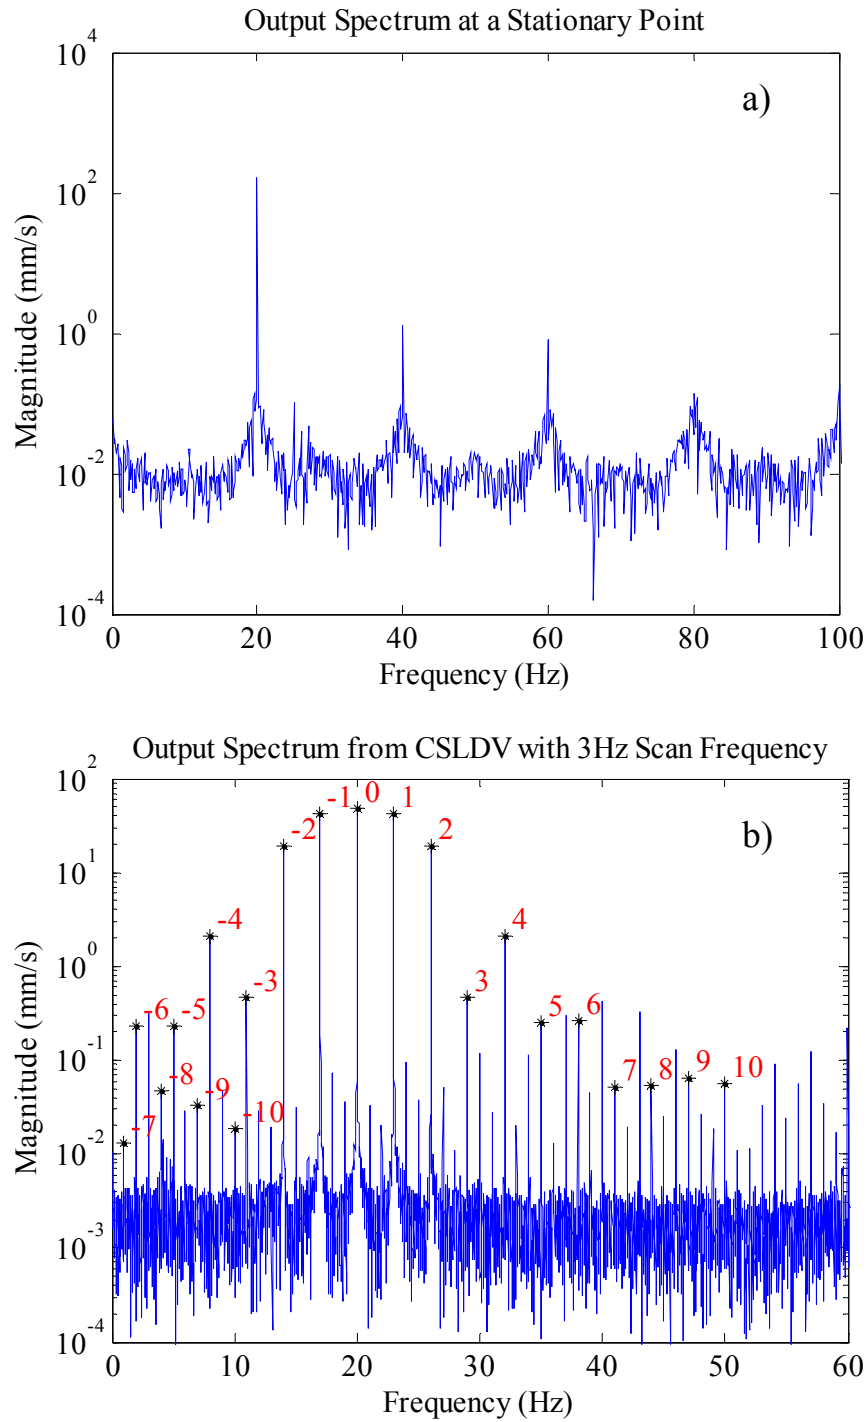 Output Spectrum at a Stationary Point
10^4
a)
10^2
10^0
10^-2
10^-4
Magnitude (mm/s)
0 20 40 60 80 100
Frequency (Hz)
Output Spectrum from CSLDV with 3Hz Scan Frequency
10^2
-1 0 1
-2 2
b)
10^1
-4 4
10^0
-3 3
-6 -5 5 6
10^-1
-8 -9 7 8 9 10
-7 -10
10^-2
10^-3
10^-4
Magnitude (mm/s)
0 10 20 30 40 50 60
Frequency (Hz)